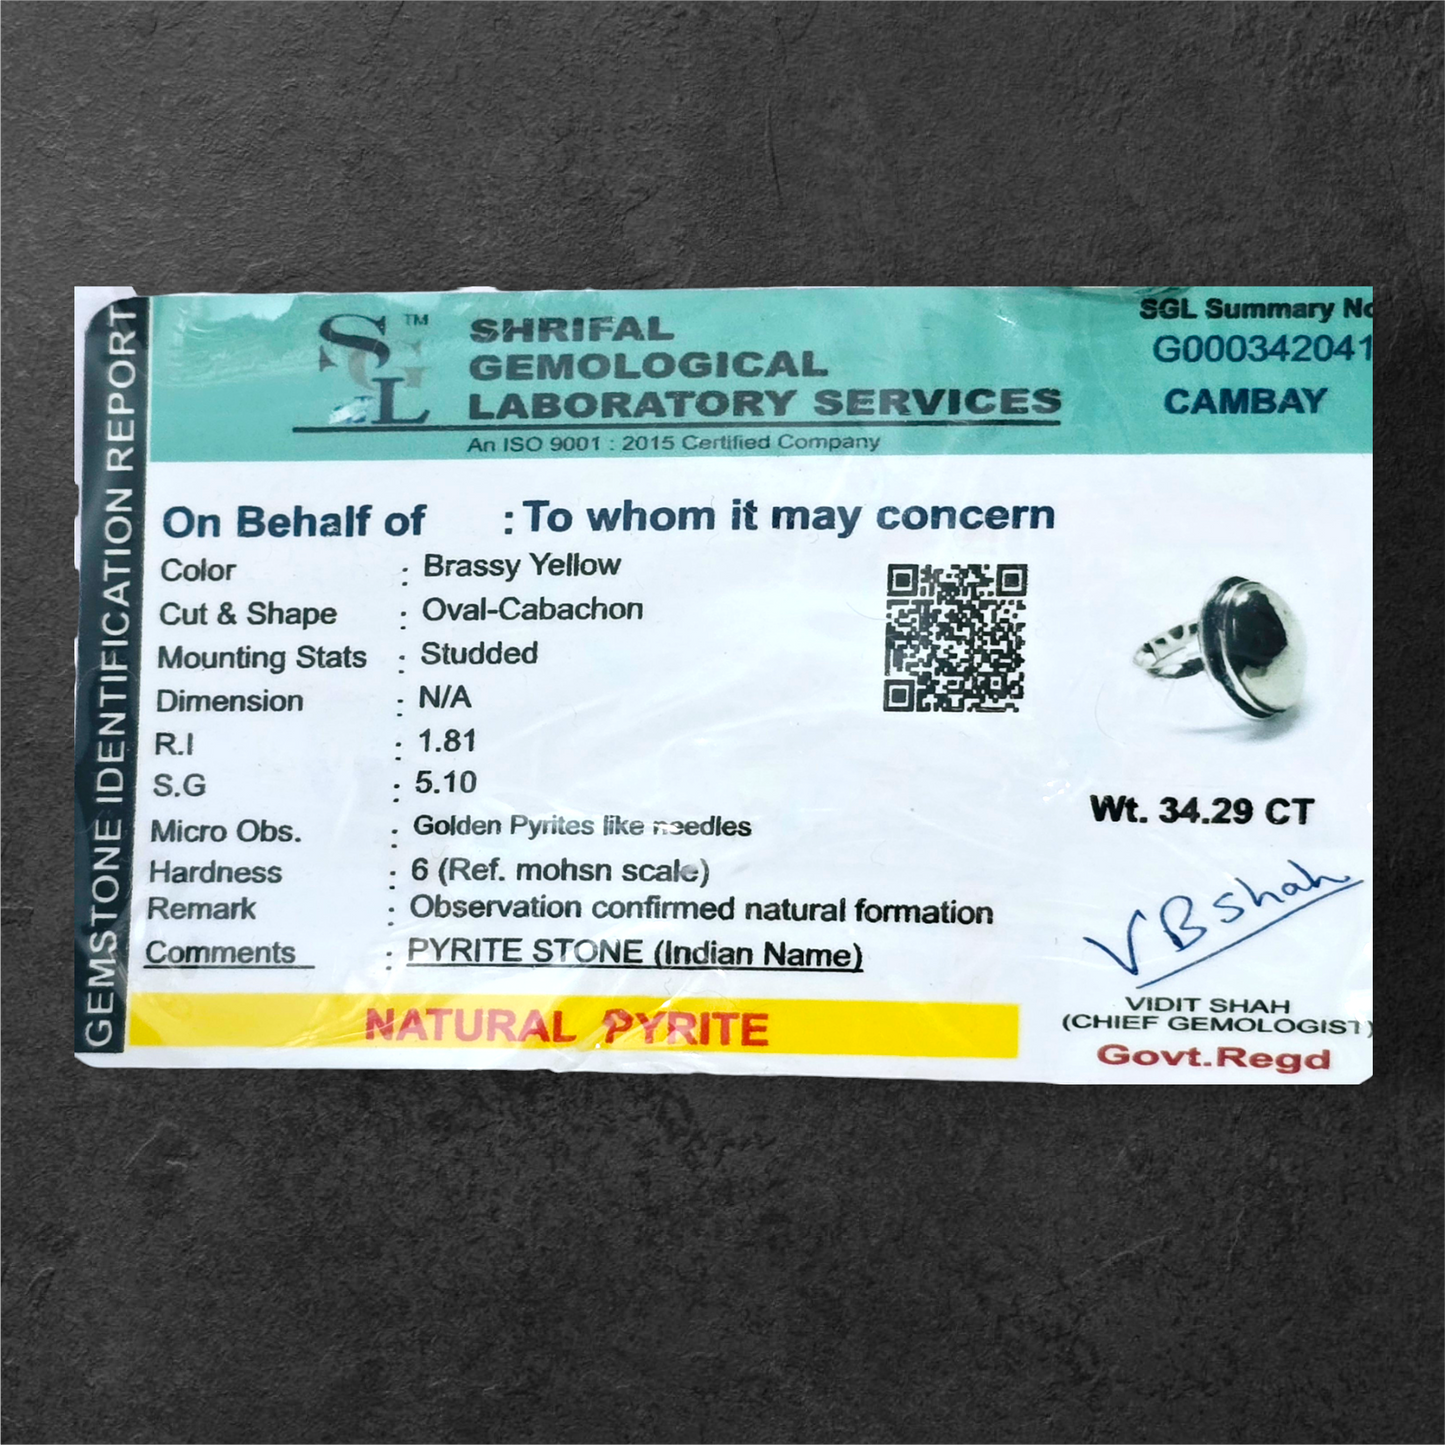 GEMSTONE IDENTIFICATION REPORT
SGL TM
SHRIFAL
GEMOLOGICAL
LABORATORY SERVICES
An ISO 9001 : 2015 Certified Company
SGL Summary No
G000342041
CAMBAY
On Behalf of : To whom it may concern
Color : Brassy Yellow
Cut & Shape : Oval-Cabachon
Mounting Stats : Studded
Dimension : N/A
R.I : 1.81
S.G : 5.10
Micro Obs. : Golden Pyrites like needles
Hardness : 6 (Ref. mohsn scale)
Remark : Observation confirmed natural formation
Comments : PYRITE STONE (Indian Name)
NATURAL PYRITE
Wt. 34.29 CT
VBshah
VIDIT SHAH
(CHIEF GEMOLOGIST)
Govt.Regd